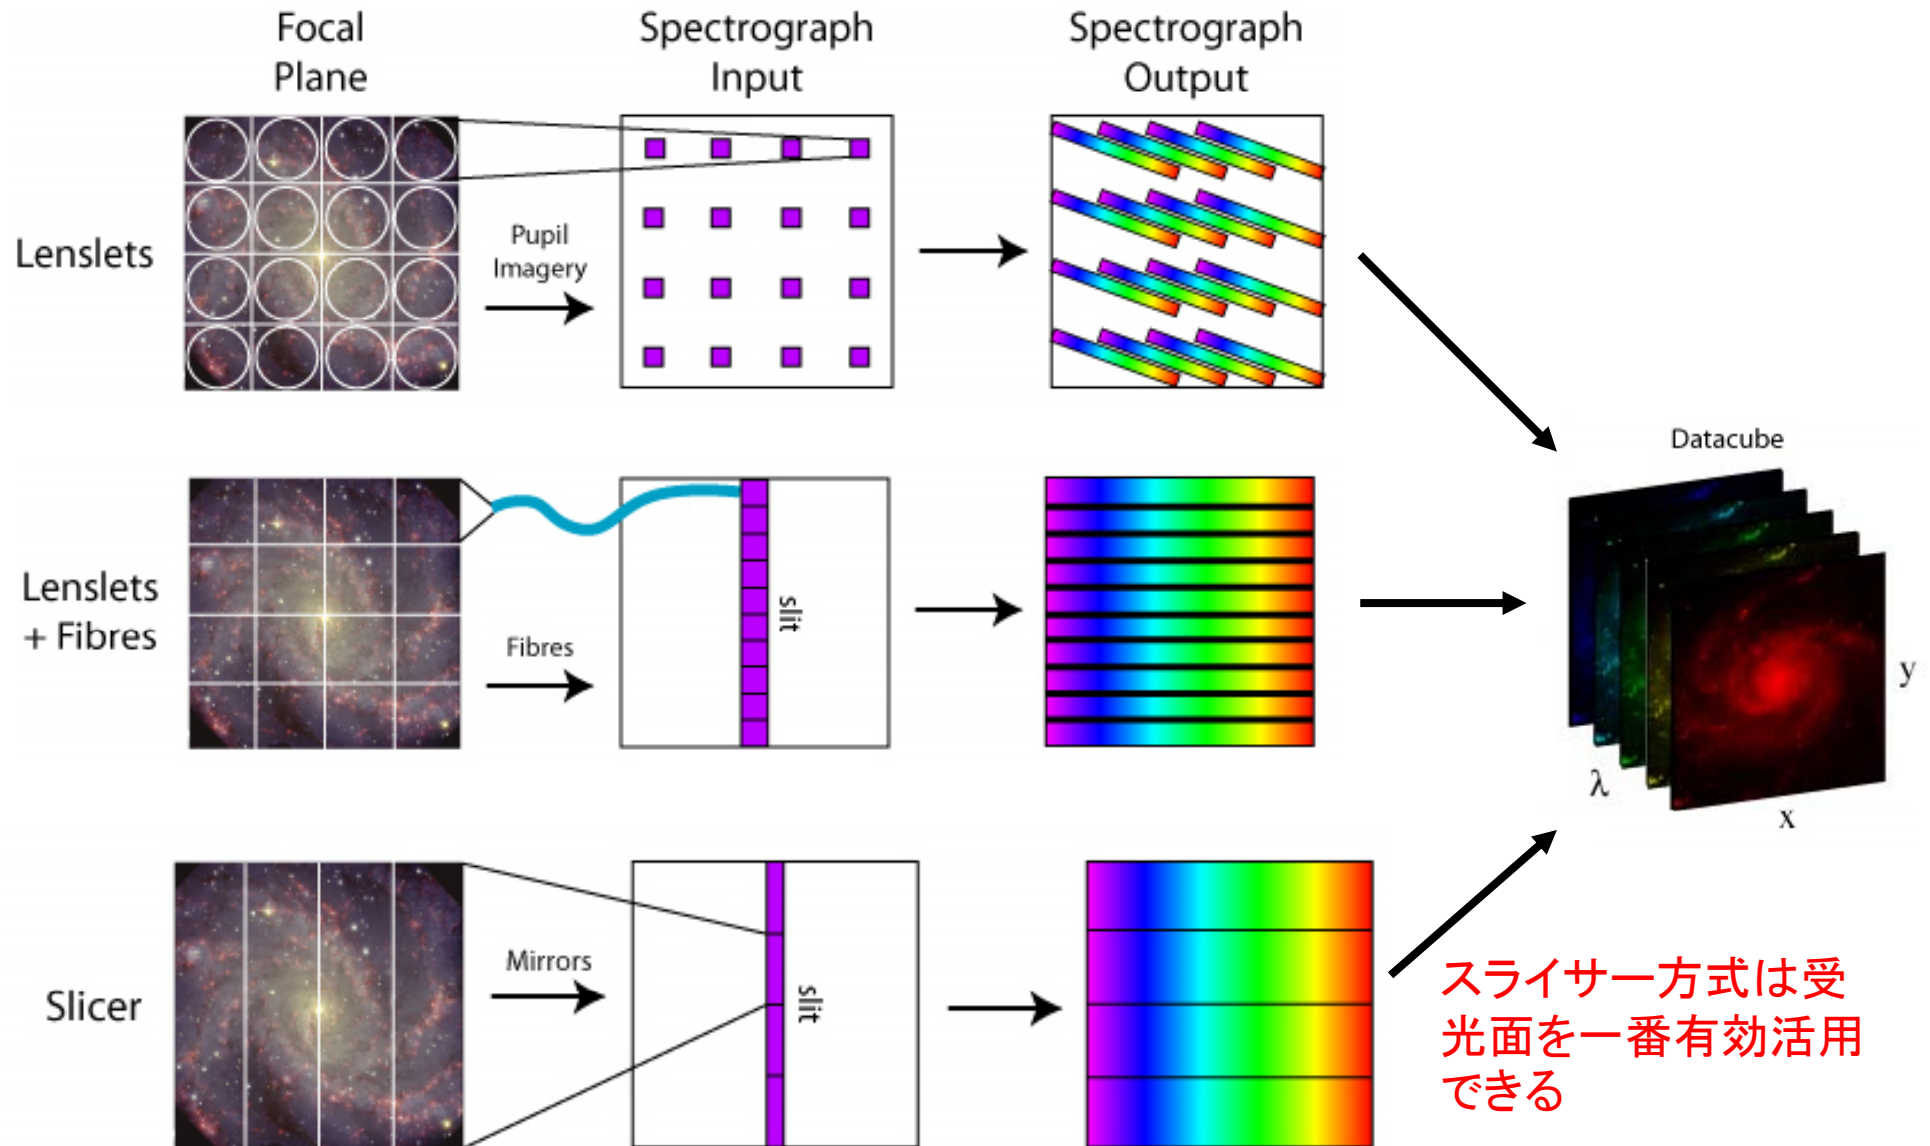 Focal
Plane
Spectrograph
Input
Spectrograph
Output
Lenslets
Pupil
Imagery
Datacube
Lenslets
+ Fibres
Fibres
slit
y
λ
x
Slicer
Mirrors
slit
スライサー方式は受
光面を一番有効活用
できる